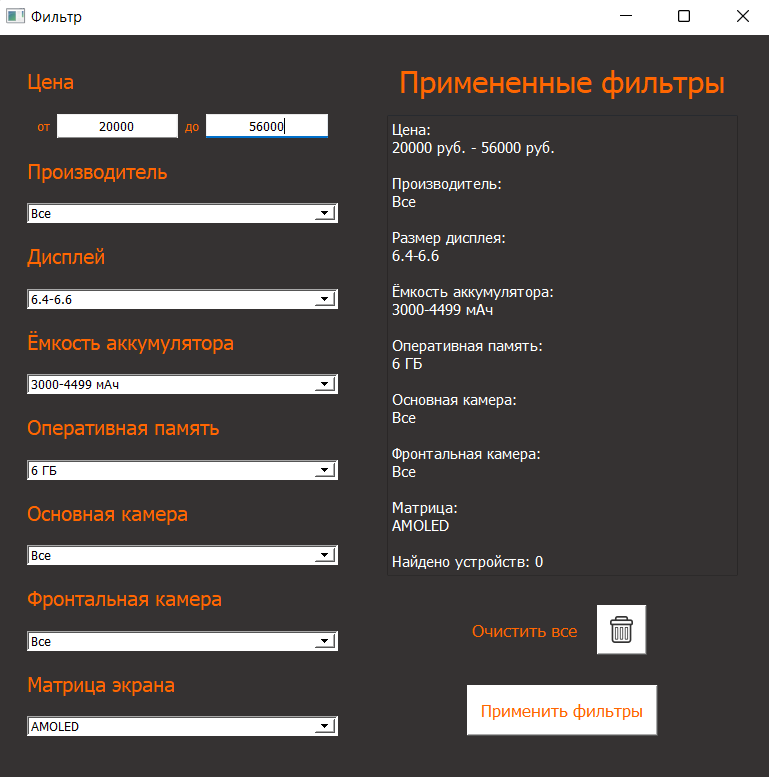 Фильтр
Цена
от 20000 до 56000
Производитель
Все
Дисплей
6.4-6.6
Ёмкость аккумулятора
3000-4499 мАч
Оперативная память
6 ГБ
Основная камера
Все
Фронтальная камера
Все
Матрица экрана
AMOLED
Примененные фильтры
Цена:
20000 руб. - 56000 руб.
Производитель:
Все
Размер дисплея:
6.4-6.6
Ёмкость аккумулятора:
3000-4499 мАч
Оперативная память:
6 ГБ
Основная камера:
Все
Фронтальная камера:
Все
Матрица:
AMOLED
Найдено устройств: 0
Очистить все
Применить фильтры